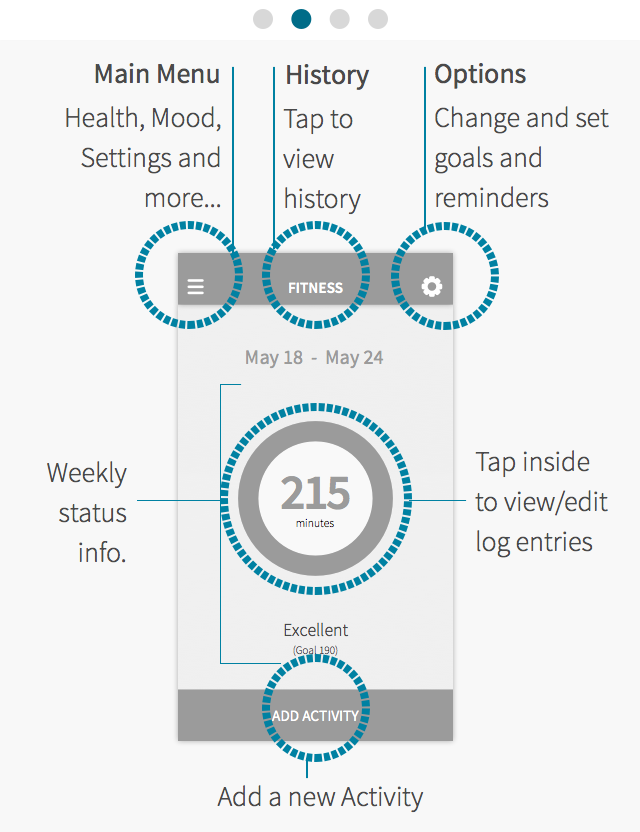 Main Menu
Health, Mood,
Settings and
more...
History
Tap to
view
history
Options
Change and set
goals and
reminders
FITNESS
May 18 - May 24
Weekly
status
info.
215
minutes
Tap inside
to view/edit
log entries
Excellent
(Goal 190)
ADD ACTIVITY
Add a new Activity